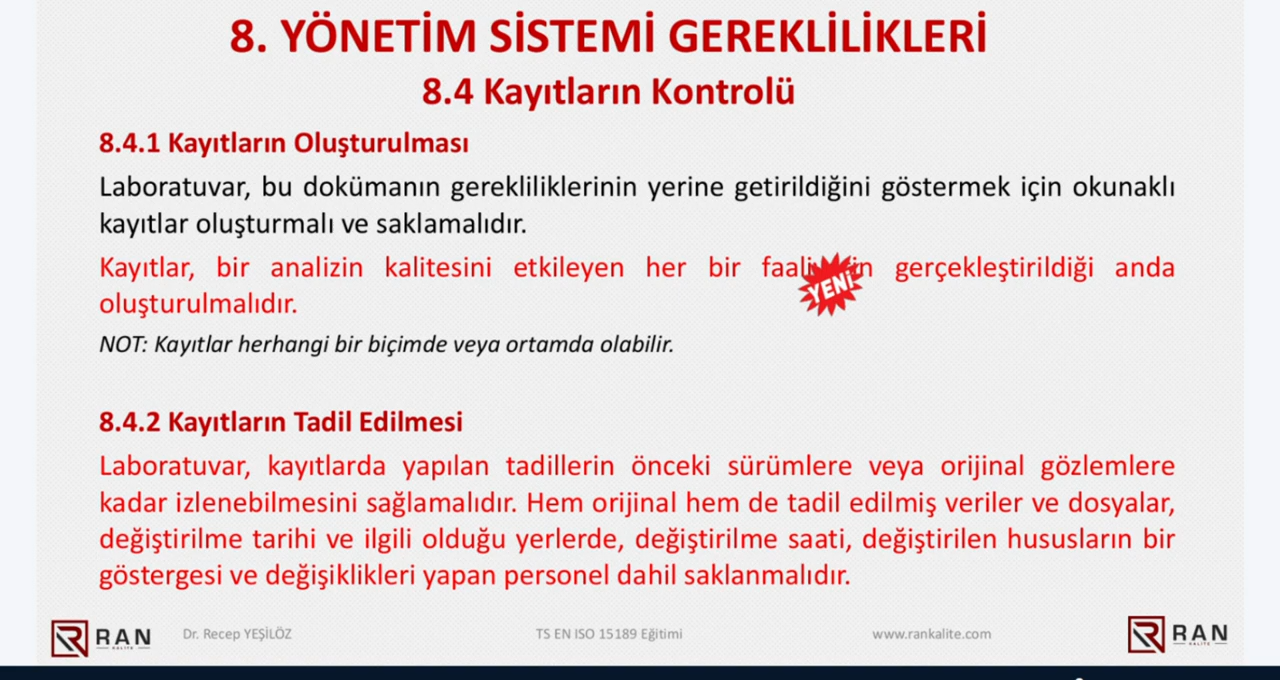 8. YÖNETİM SİSTEMİ GEREKLİLİKLERİ
8.4 Kayıtların Kontrolü
8.4.1 Kayıtların Oluşturulması
Laboratuvar, bu dokümanın gerekliliklerinin yerine getirildiğini göstermek için okunaklı
kayıtlar oluşturmalı ve saklamalıdır.
Kayıtlar, bir analizin kalitesini etkileyen her bir gerçekleştirildiği anda
YENİ
oluşturulmalıdır.
NOT: Kayıtlar herhangi bir biçimde veya ortamda olabilir.
8.4.2 Kayıtların Tadil Edilmesi
Laboratuvar, kayıtlarda yapılan tadillerin önceki sürümlere veya orijinal gözlemlere
kadar izlenebilmesini sağlamalıdır. Hem orijinal hem de tadil edilmiş veriler ve dosyalar,
değiştirilme tarihi ve ilgili olduğu yerlerde, değiştirilme saati, değiştirilen hususların bir
göstergesi ve değişiklikleri yapan personel dahil saklanmalıdır.
RAN
KALİTE
Dr. Recep YEŞİLÖZ
TS EN ISO 15189 Eğitimi
www.rankalite.com
RAN
KALİTE